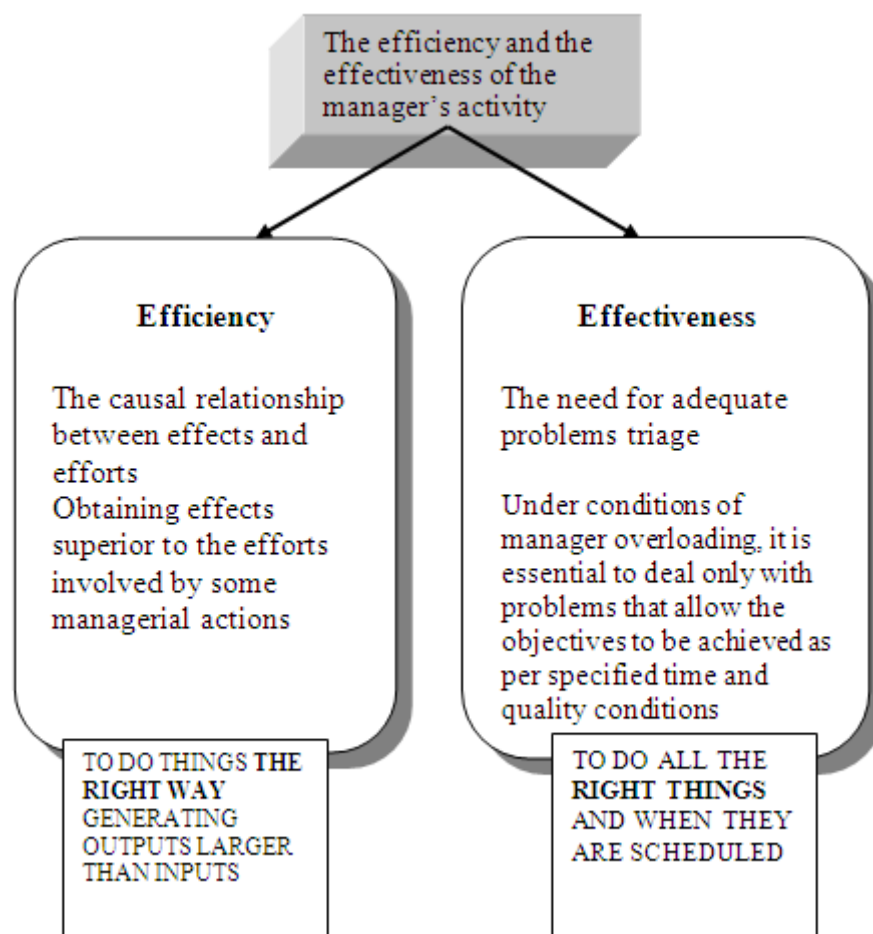 The efficiency and the
effectiveness of the
manager's activity
Efficiency
The causal relationship
between effects and
efforts
Obtaining effects
superior to the efforts
involved by some
managerial actions
TO DO THINGS THE
RIGHT WAY
GENERATING
OUTPUTS LARGER
THAN INPUTS
Effectiveness
The need for adequate
problems triage
Under conditions of
manager overloading, it is
essential to deal only with
problems that allow the
objectives to be achieved as
per specified time and
quality conditions
TO DO ALL THE
RIGHT THINGS
AND WHEN THEY
ARE SCHEDULED